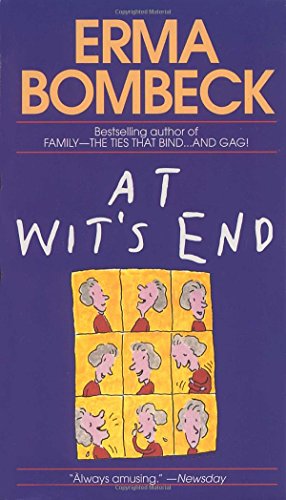 ERMA
BOMBECK
Bestselling author of
FAMILY—THE TIES THAT BIND...AND GAG!
AT
WIT'S END
"Always amusing." —Newsday